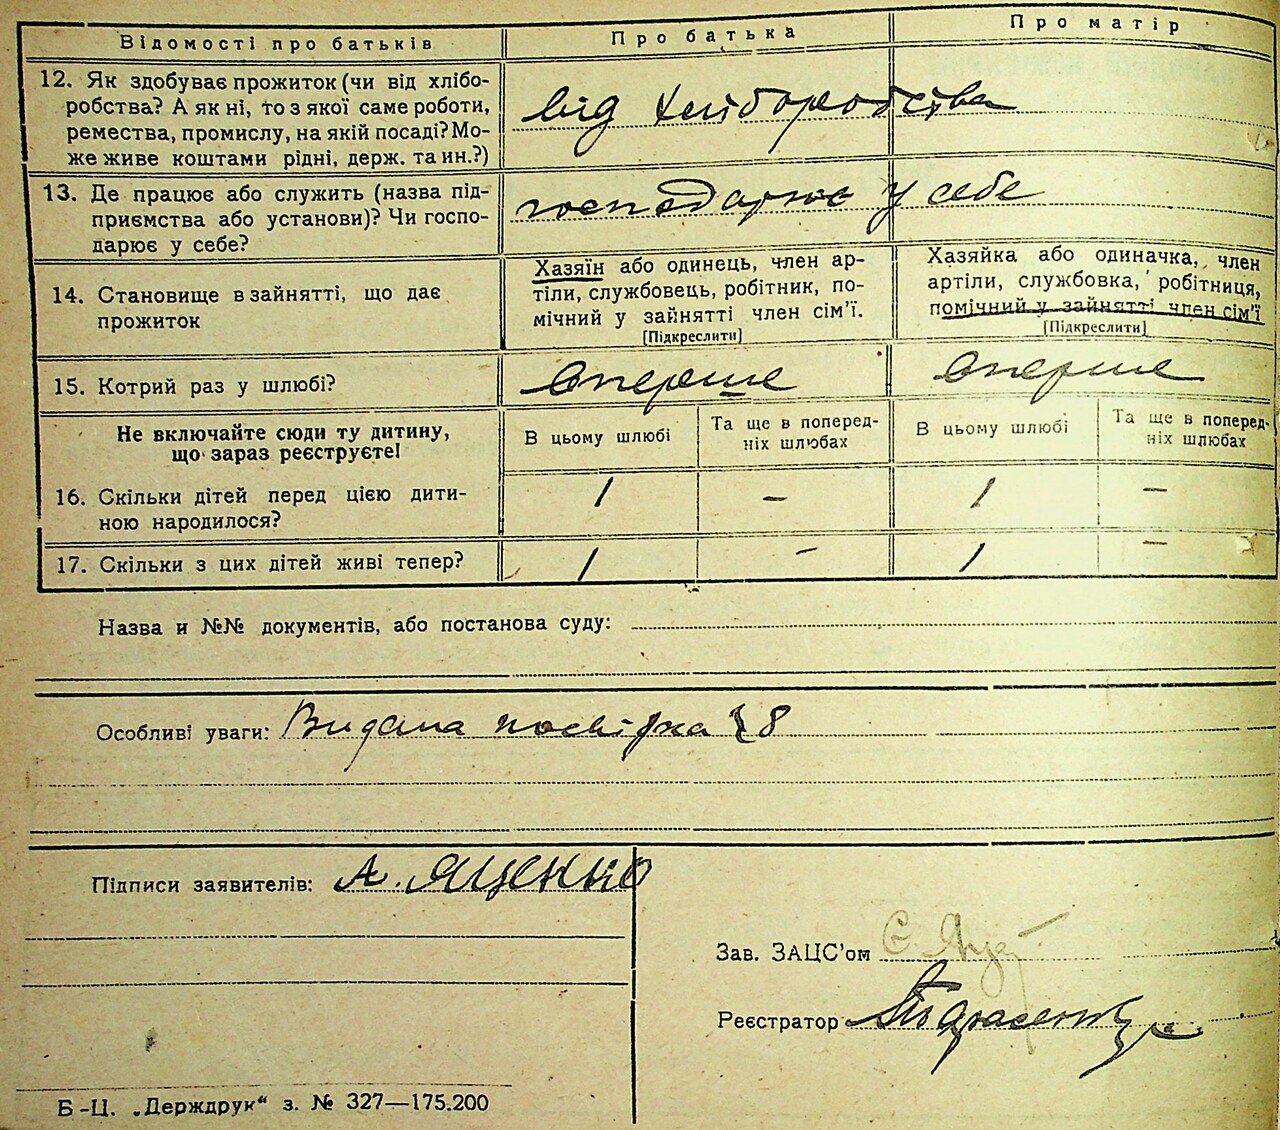 Відомості про батьків Про батька Про матір
12. Як здобуває прожиток (чи від хлібо-
робства? А як ні, то з якої саме роботи,
ремества, промислу, на якій посаді? Мо-
же живе коштами рідні, держ. та ин.?)
від хліборобства
13. Де працює або служить (назва під-
приємства або установи)? Чи госпо-
дарює у себе?
господарює у себе
14. Становище в зайнятті, що дає
прожиток
Хазяїн або одинець, член ар-
тіли, службовець, робітник, по-
мічний у зайнятті член сім’ї.
[Підкреслити]
Хазяйка або одиначка, член
артіли, службовка, робітниця,
помічний у зайнятті член сім’ї
[Підкреслити]
15. Котрий раз у шлюбі? вперше вперше
Не включайте сюди ту дитину,
що зараз реєструєте!
В цьому шлюбі
Та ще в поперед-
ніх шлюбах
В цьому шлюбі
Та ще в поперед-
ніх шлюбах
16. Скільки дітей перед цією дити-
ною народилося?
1 — 1 —
17. Скільки з цих дітей живі тепер? 1 — 1 —
Назва и №№ документів, або постанова суду:
Особливі уваги: Видана посвірка 8
Підписи заявителів: А. Яценко
Зав. ЗАЦС’ом
Реєстратор
Б-Ц. „Держдрук“ з. № 327—175.200